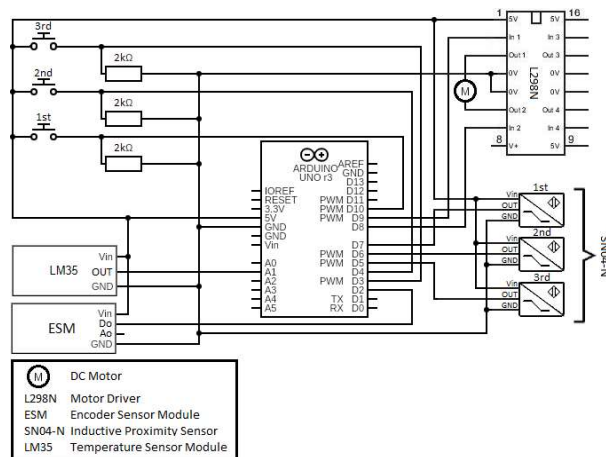 3rd
2kΩ
2nd
2kΩ
1st
2kΩ
1 5V 5V 16
In 1 In 3
Out 1 Out 3
0V 0V
0V 0V
Out 2 Out 4
In 2 In 4
8 V+ 5V 9
L298N
M
ARDUINO
UNO r3
AREF
GND
D13
IOREF D12
RESET PWM D11
3.3V PWM D10
5V PWM D9
GND D8
GND
Vin D7
PWM D6
A0 PWM D5
A1 D4
A2 PWM D3
A3 D2
A4 TX D1
A5 RX D0
1st
Vin
OUT
GND
2nd
Vin
OUT
GND
3rd
Vin
OUT
GND
SN04-N
LM35
Vin
OUT
GND
ESM
Vin
Do
Ao
GND
M DC Motor
L298N Motor Driver
ESM Encoder Sensor Module
SN04-N Inductive Proximity Sensor
LM35 Temperature Sensor Module